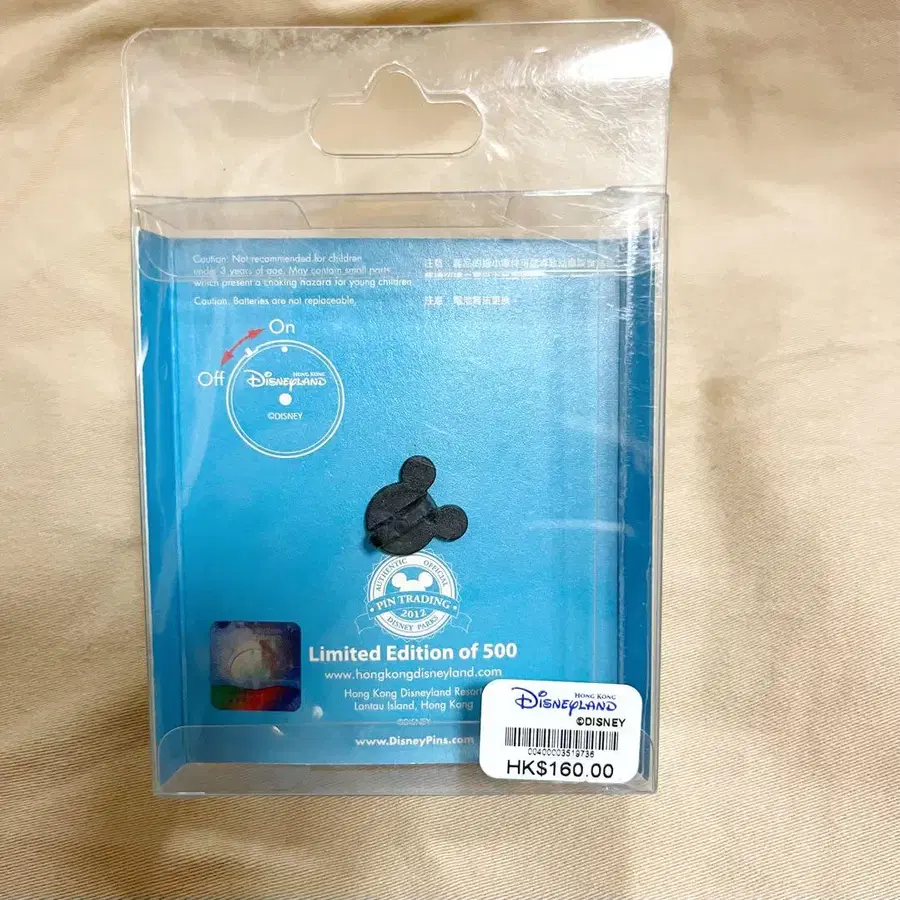 Caution: Not recommended for children
under 3 years of age. May contain small parts
which present a choking hazard for young children.
Caution: Batteries are not replaceable.
注意：
注意：電池
On
Off
HONG KONG
DISNEYLAND
©DISNEY
AUTHENTIC OFFICIAL
PIN TRADING
2012
DISNEY PARKS
Limited Edition of 500
www.hongkongdisneyland.com
Hong Kong Disneyland Resort
Lantau Island, Hong Kong
©DISNEY
www.DisneyPins.com
HONG KONG
DISNEYLAND
©DISNEY
00400003519736
HK$160.00